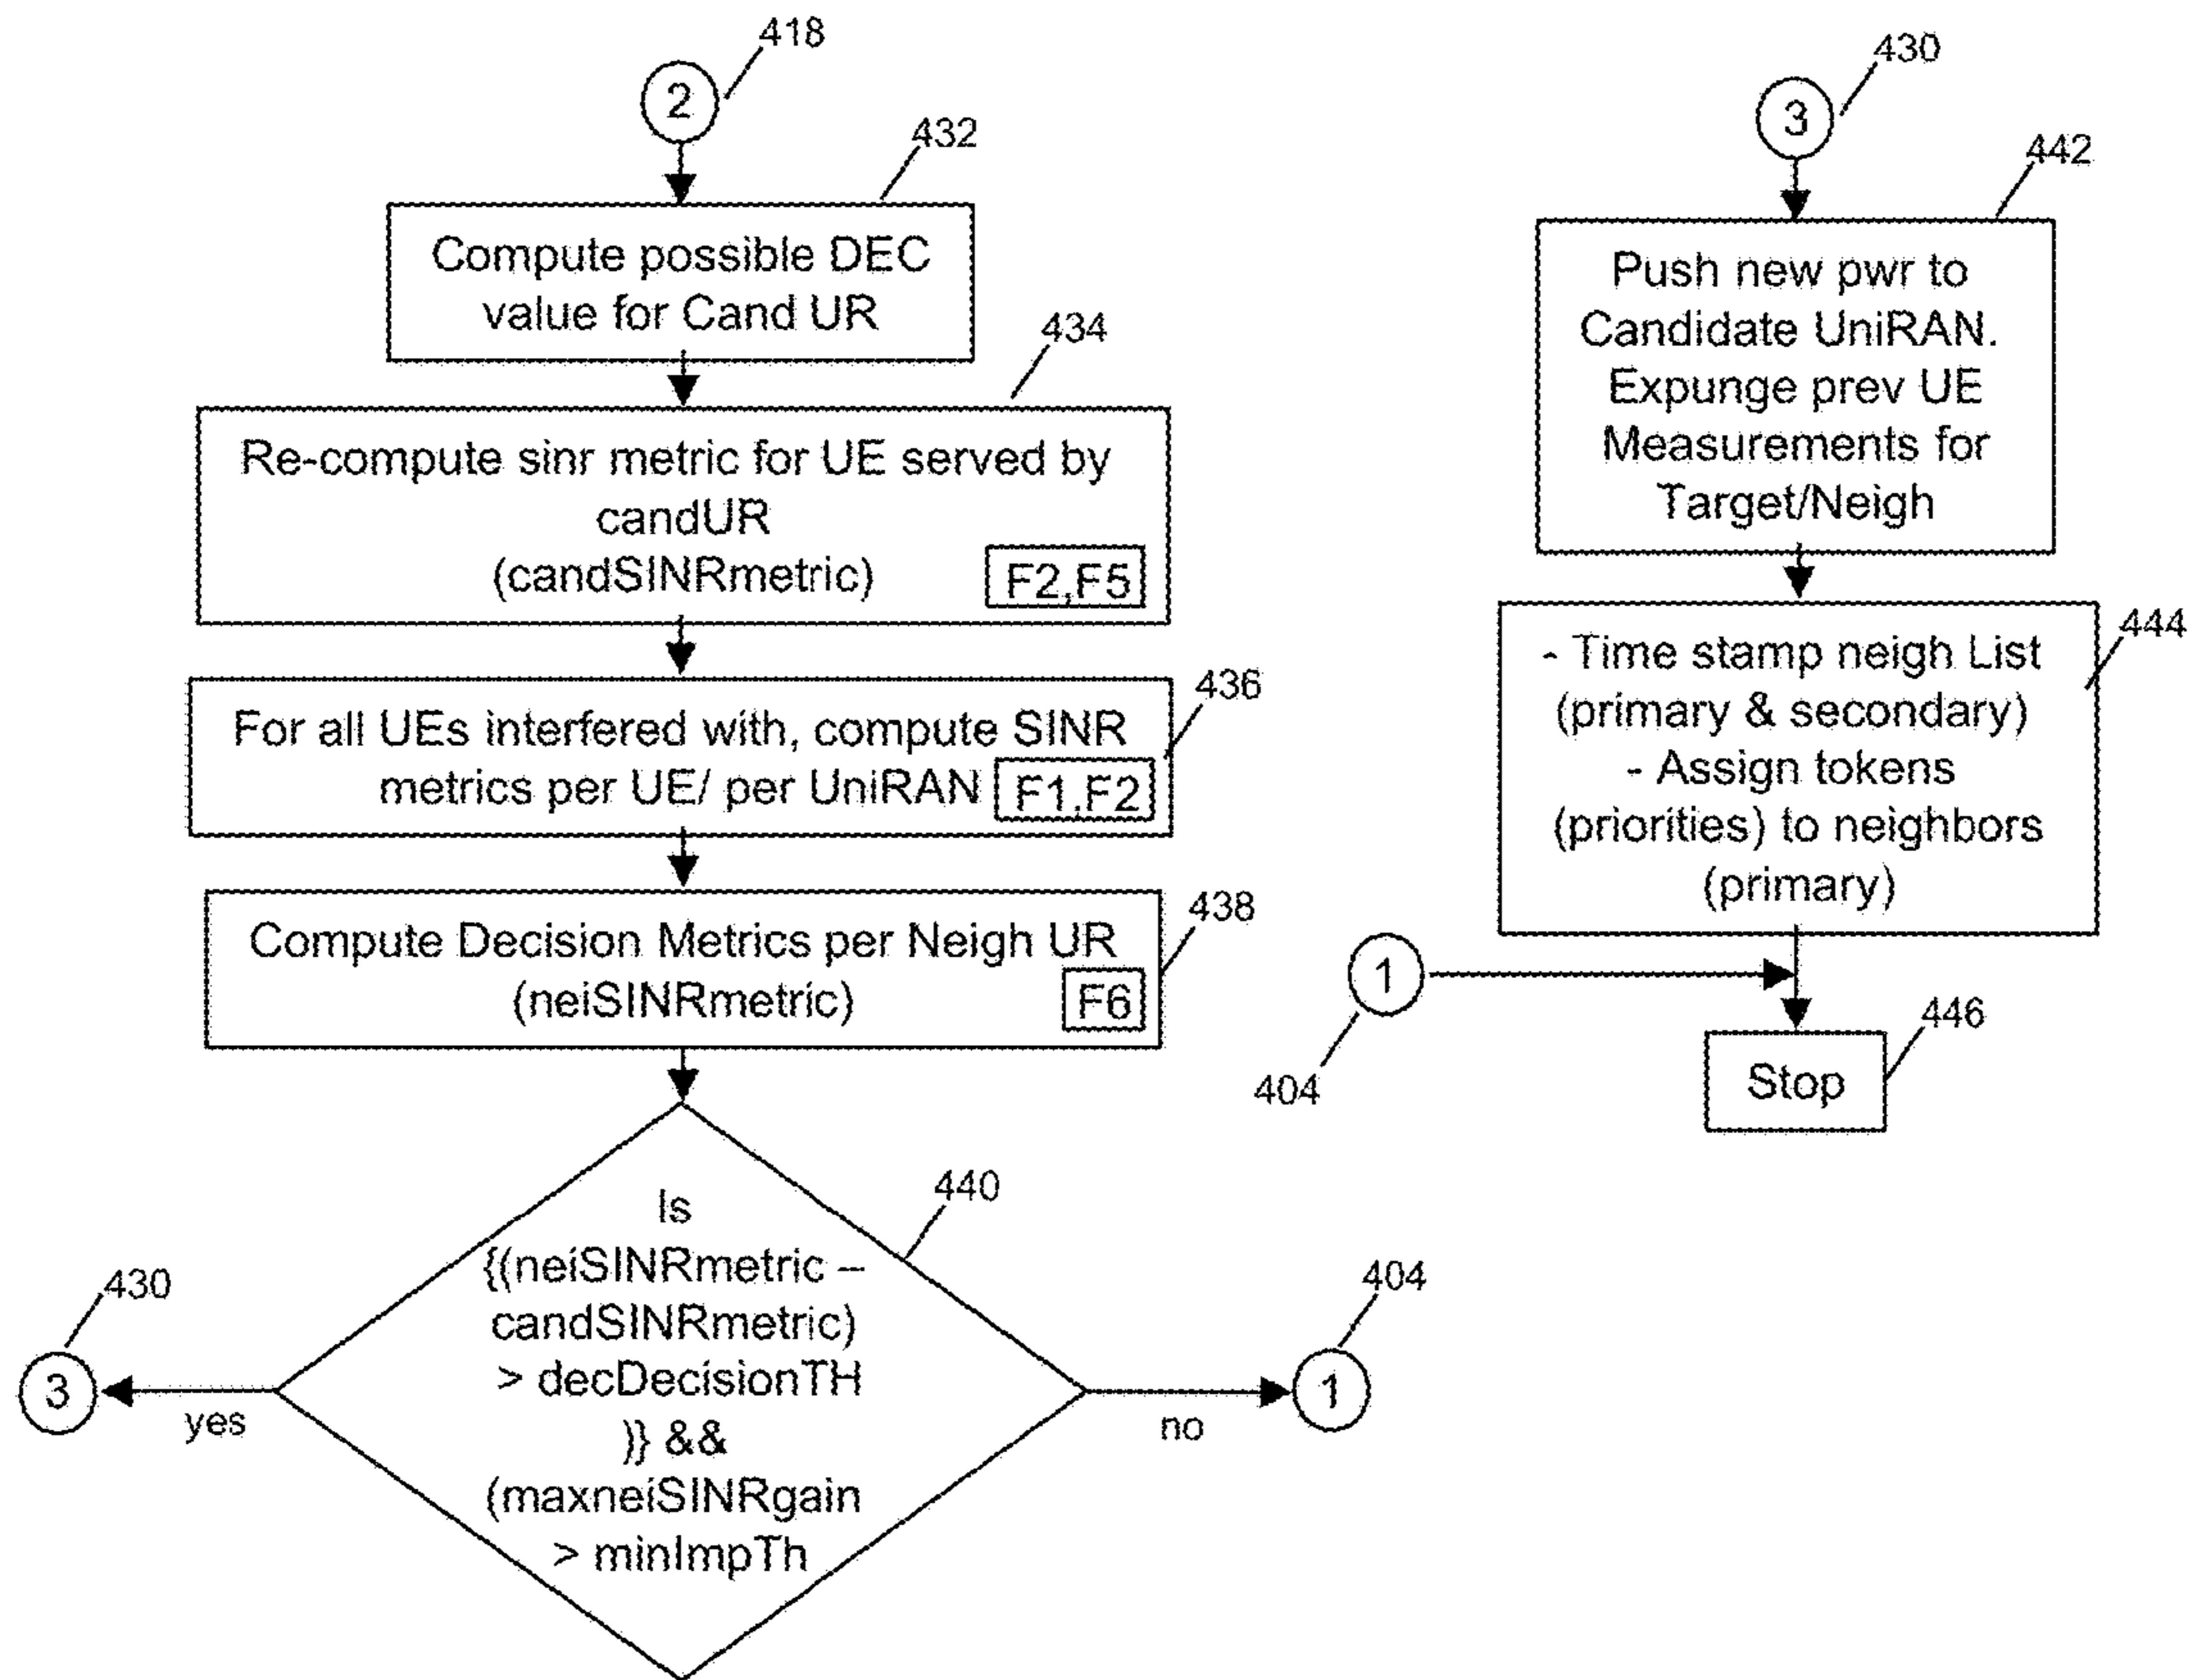 418
2
432
Compute possible DEC
value for Cand UR
434
Re-compute sinr metric for UE served by
candUR
(candSINRmetric)
F2,F5
436
For all UEs interfered with, compute SINR
metrics per UE/ per UniRAN
F1,F2
438
Compute Decision Metrics per Neigh UR
(neiSINRmetric)
F6
440
Is
{(neiSINRmetric –
candSINRmetric)
> decDecisionTH
)} &&
(maxneiSINRgain
> minImpTh
430
3
yes
404
1
no
430
3
442
Push new pwr to
Candidate UniRAN.
Expunge prev UE
Measurements for
Target/Neigh
444
- Time stamp neigh List
(primary & secondary)
- Assign tokens
(priorities) to neighbors
(primary)
1
404
446
Stop